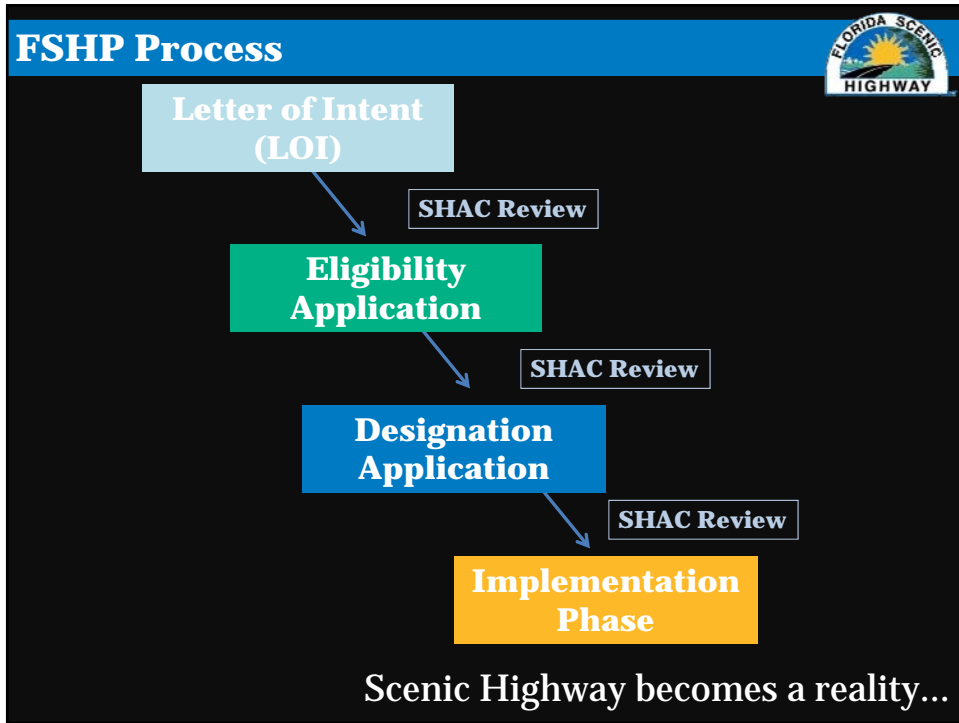 FSHP Process
FLORIDA SCENIC
HIGHWAY
Letter of Intent
(LOI)
SHAC Review
Eligibility
Application
SHAC Review
Designation
Application
SHAC Review
Implementation
Phase
Scenic Highway becomes a reality...